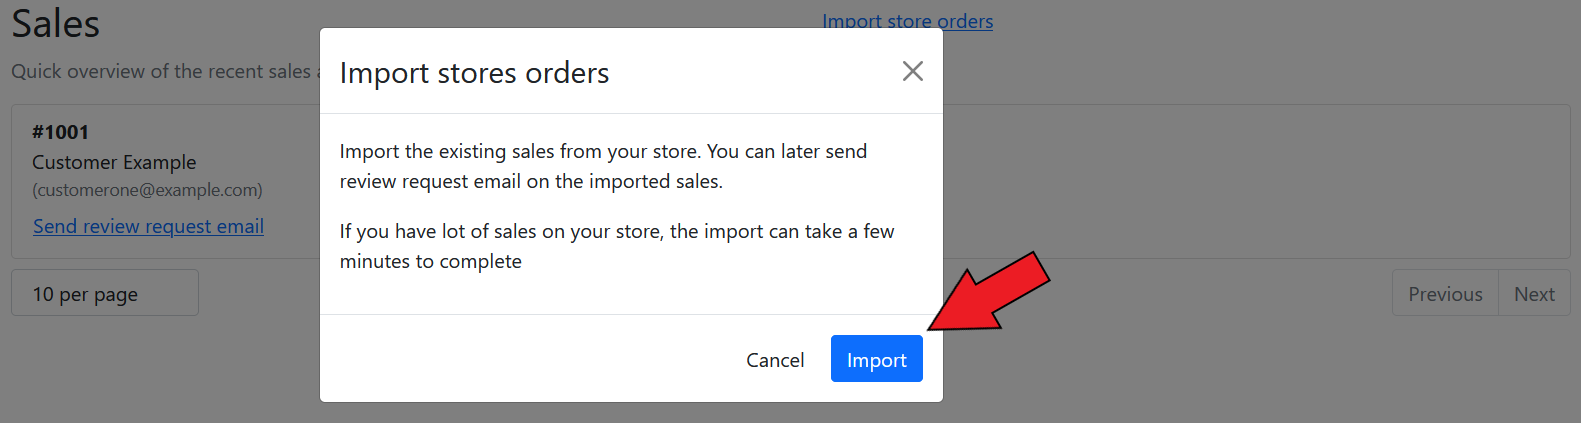 Sales
Import store orders
Quick overview of the recent sales
#1001
Customer Example
(customerone@example.com)
Send review request email
10 per page
Previous
Next
Import stores orders
Import the existing sales from your store. You can later send
review request email on the imported sales.
If you have lot of sales on your store, the import can take a few
minutes to complete
Cancel
Import